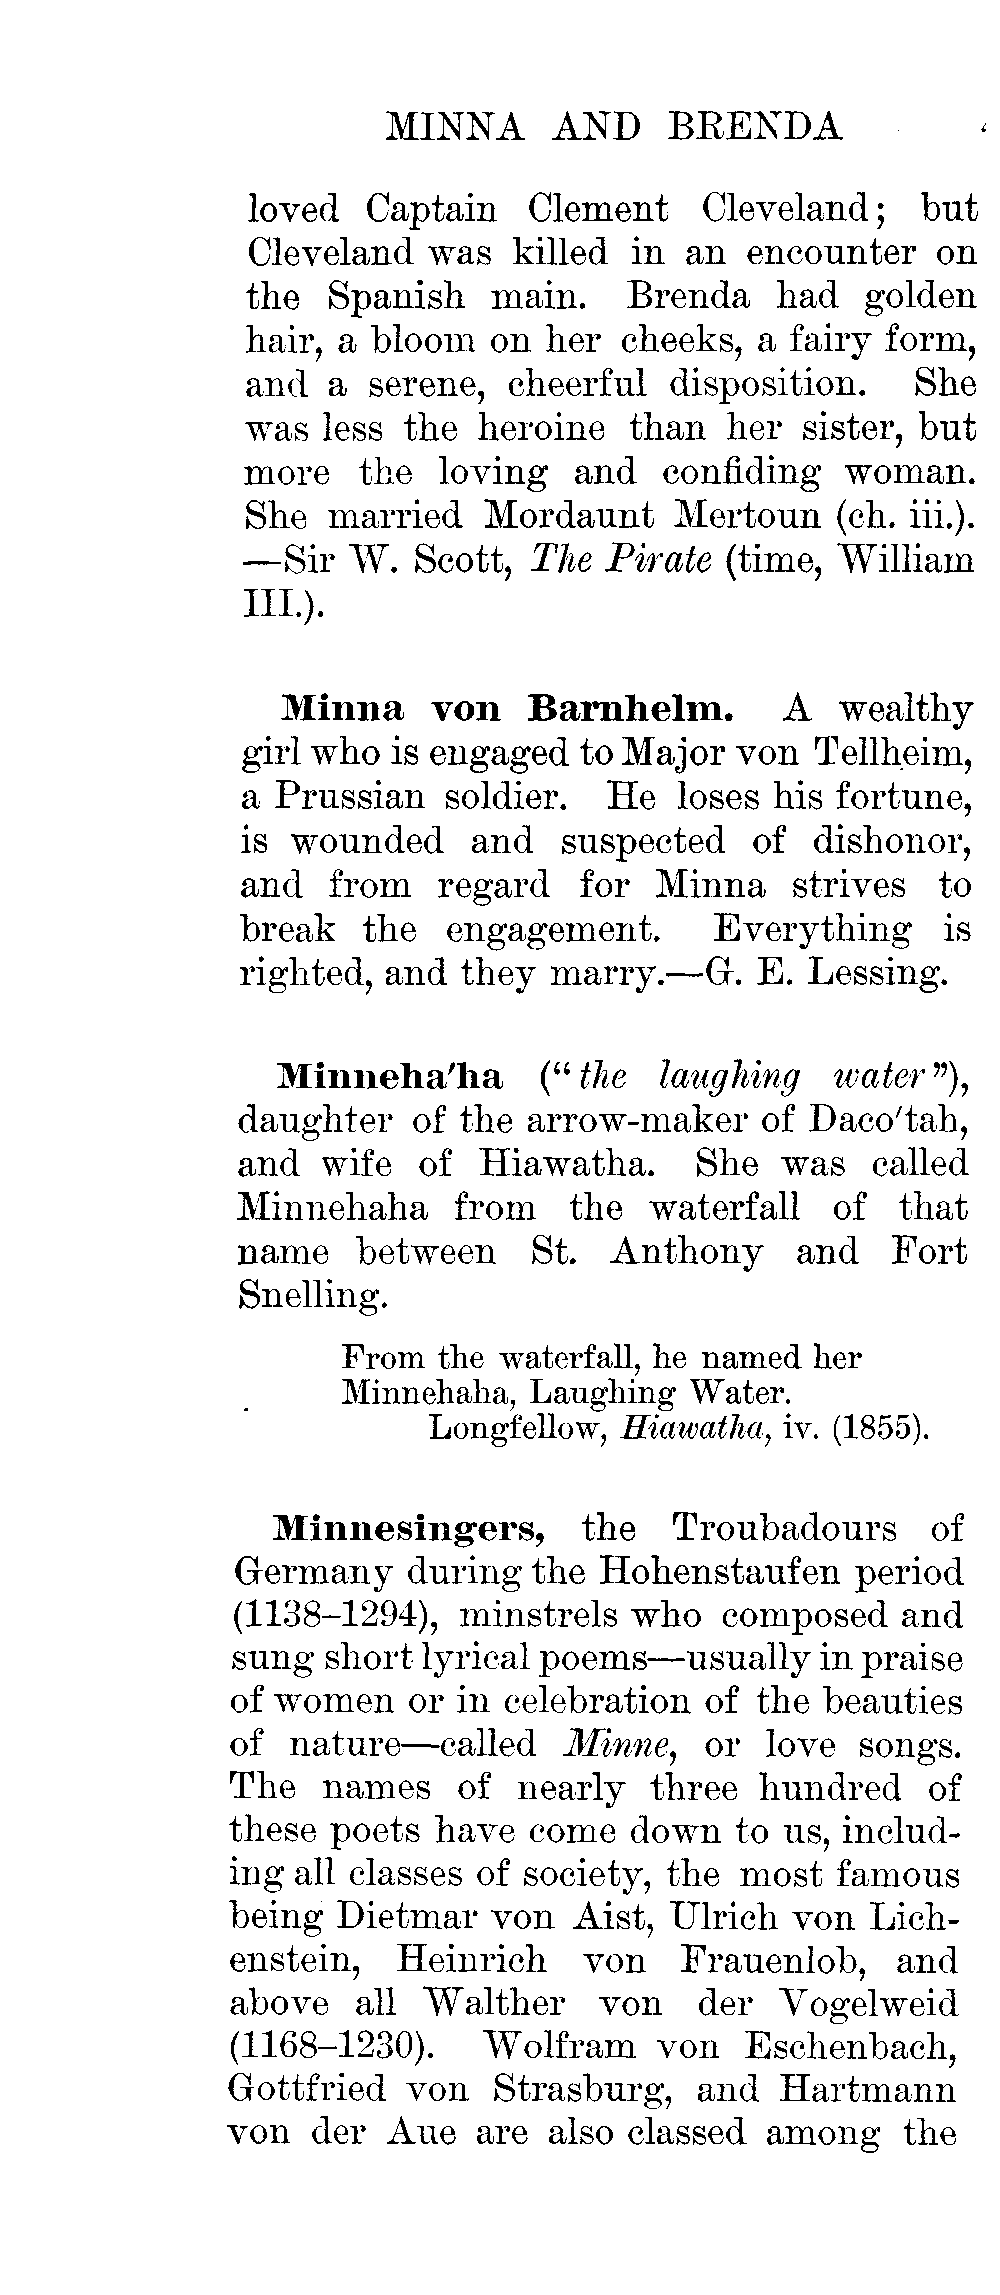 MINNA AND BRENDA
loved Captain Clement Cleveland; but
Cleveland was killed in an encounter on
the Spanish main. Brenda had golden
hair, a bloom on her cheeks, a fairy form,
and a serene, cheerful disposition. She
was less the heroine than her sister, but
more the loving and confiding woman.
She married Mordaunt Mertoun (ch. iii.).
—Sir W. Scott, The Pirate (time, William
III.).
Minna von Barnhelm. A wealthy
girl who is engaged to Major von Tellheim,
a Prussian soldier. He loses his fortune,
is wounded and suspected of dishonor,
and from regard for Minna strives to
break the engagement. Everything is
righted, and they marry.—G. E. Lessing.
Minneha'ha (“the laughing water”),
daughter of the arrow-maker of Daco'tah,
and wife of Hiawatha. She was called
Minnehaha from the waterfall of that
name between St. Anthony and Fort
Snelling.
From the waterfall, he named her
Minnehaha, Laughing Water.
Longfellow, Hiawatha, iv. (1855).
Minnesingers, the Troubadours of
Germany during the Hohenstaufen period
(1138–1294), minstrels who composed and
sung short lyrical poems—usually in praise
of women or in celebration of the beauties
of nature—called Minne, or love songs.
The names of nearly three hundred of
these poets have come down to us, includ-
ing all classes of society, the most famous
being Dietmar von Aist, Ulrich von Lich-
enstein, Heinrich von Frauenlob, and
above all Walther von der Vogelweid
(1168–1230). Wolfram von Eschenbach,
Gottfried von Strasburg, and Hartmann
von der Aue are also classed among the